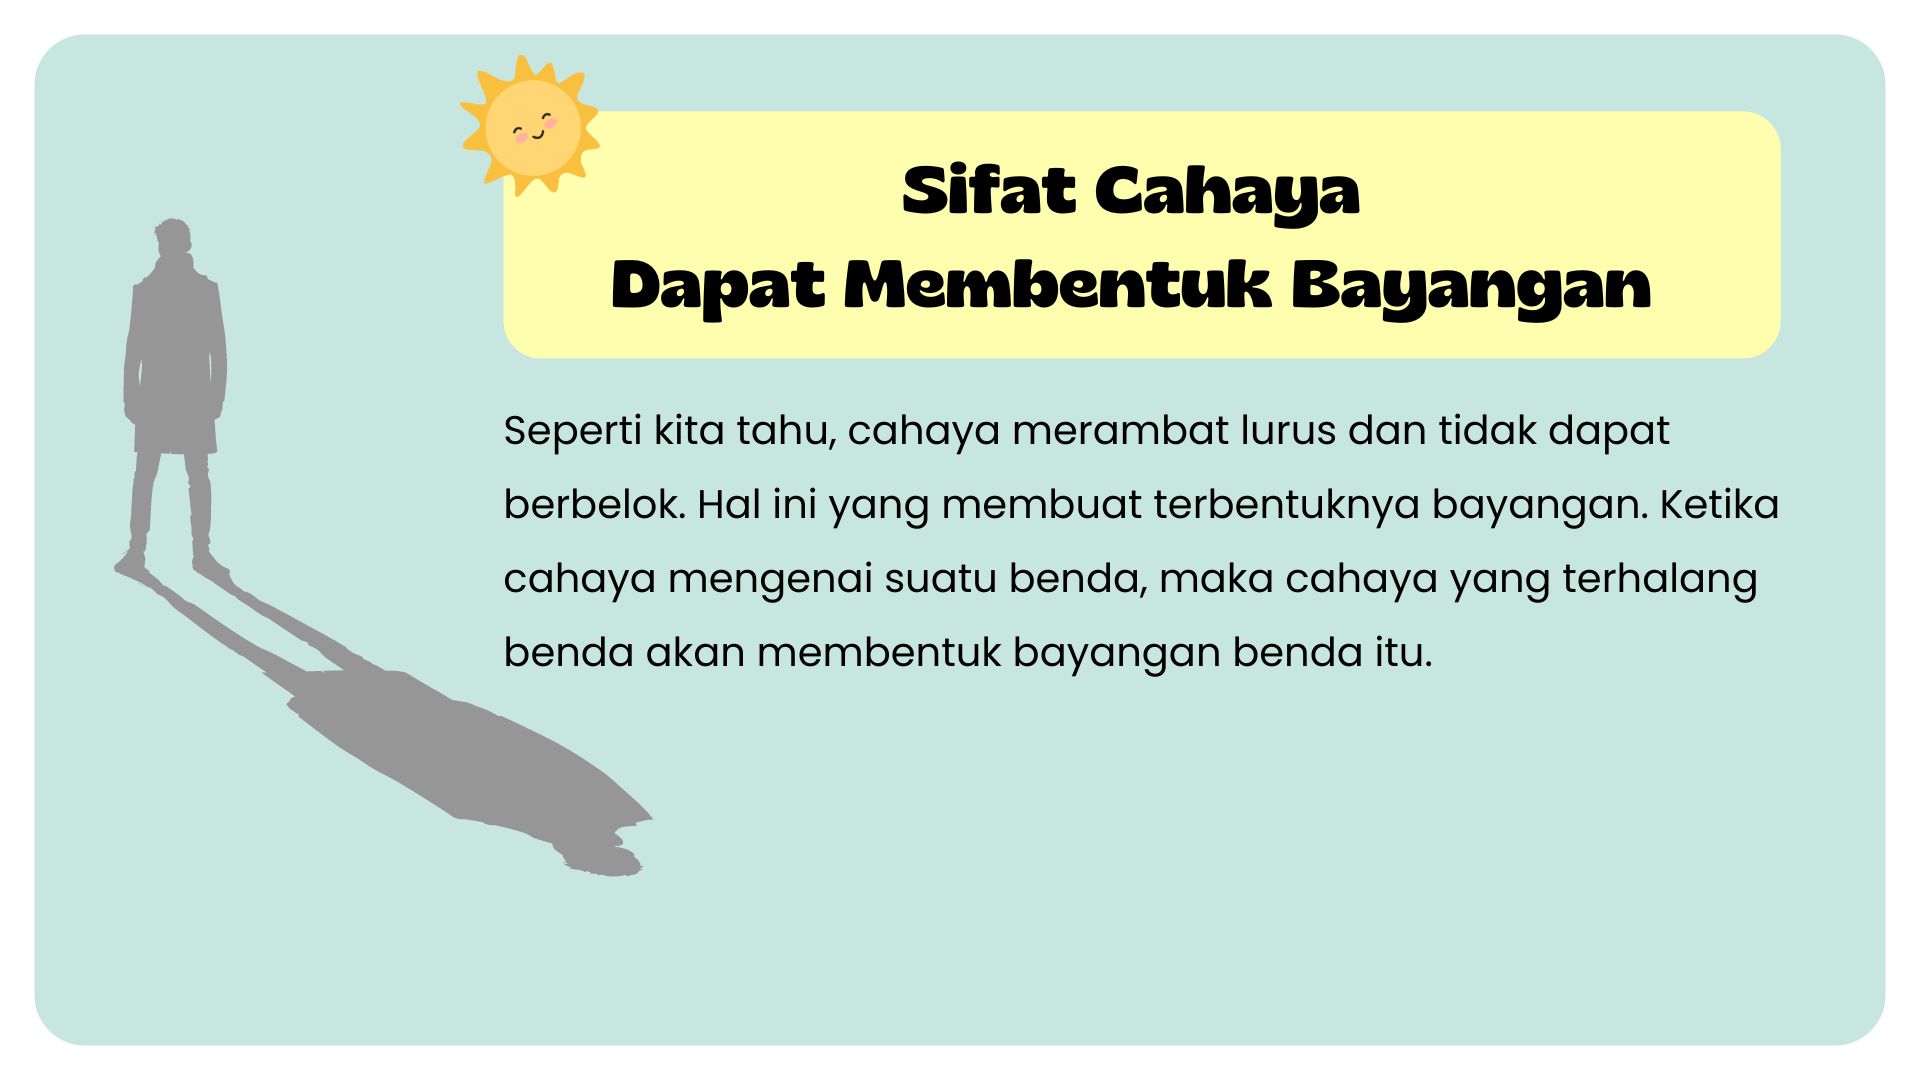 Sifat Cahaya
Dapat Membentuk Bayangan
Seperti kita tahu, cahaya merambat lurus dan tidak dapat
berbelok. Hal ini yang membuat terbentuknya bayangan. Ketika
cahaya mengenai suatu benda, maka cahaya yang terhalang
benda akan membentuk bayangan benda itu.